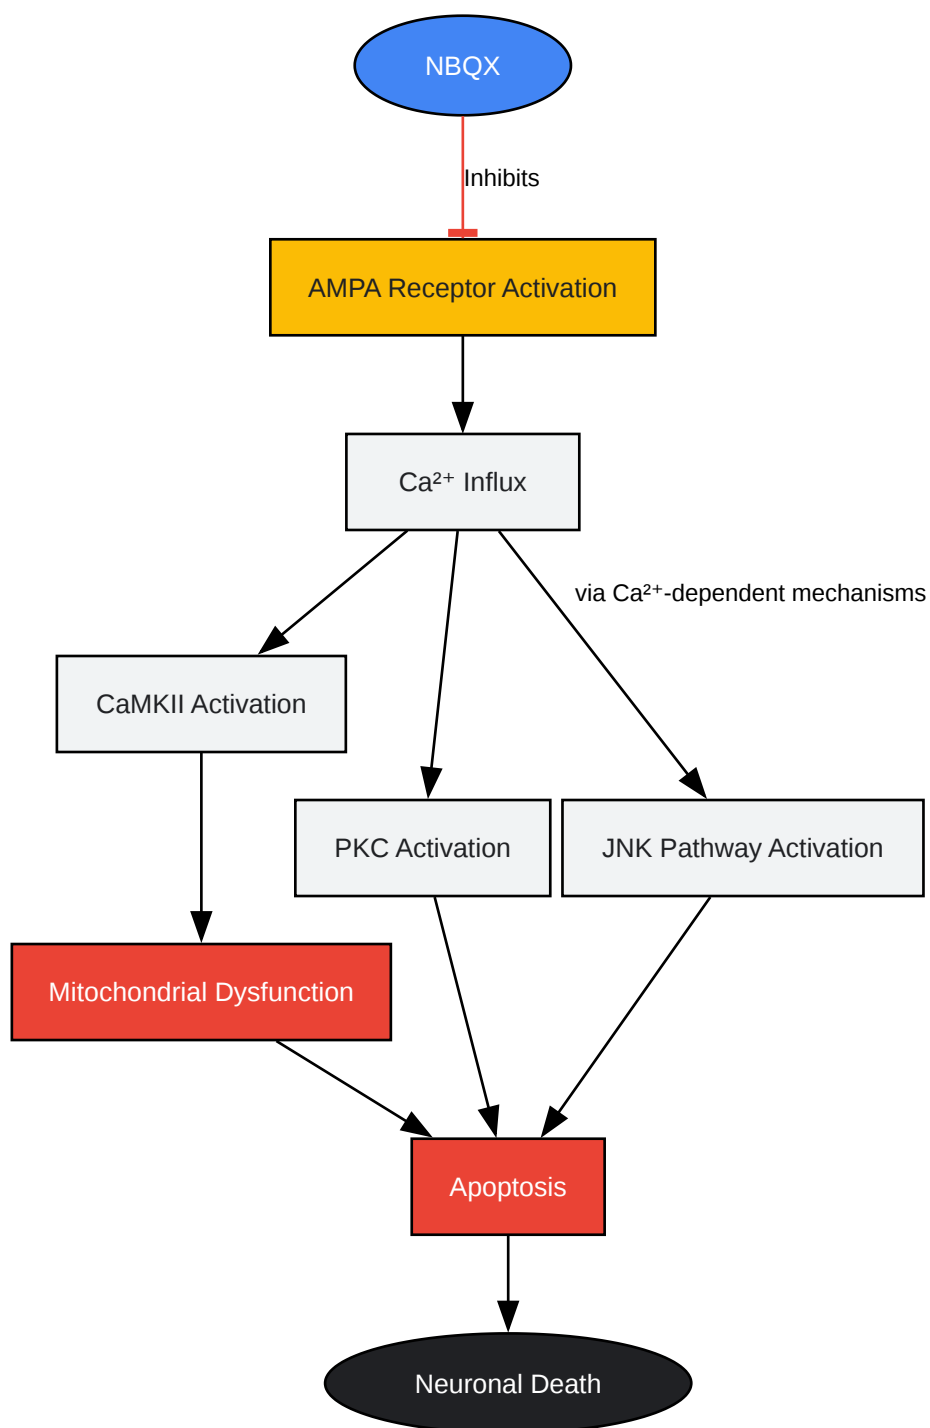 NBQX
Inhibits
AMPA Receptor Activation
Ca²⁺ Influx
via Ca²⁺-dependent mechanisms
CaMKII Activation
PKC Activation
JNK Pathway Activation
Mitochondrial Dysfunction
Apoptosis
Neuronal Death